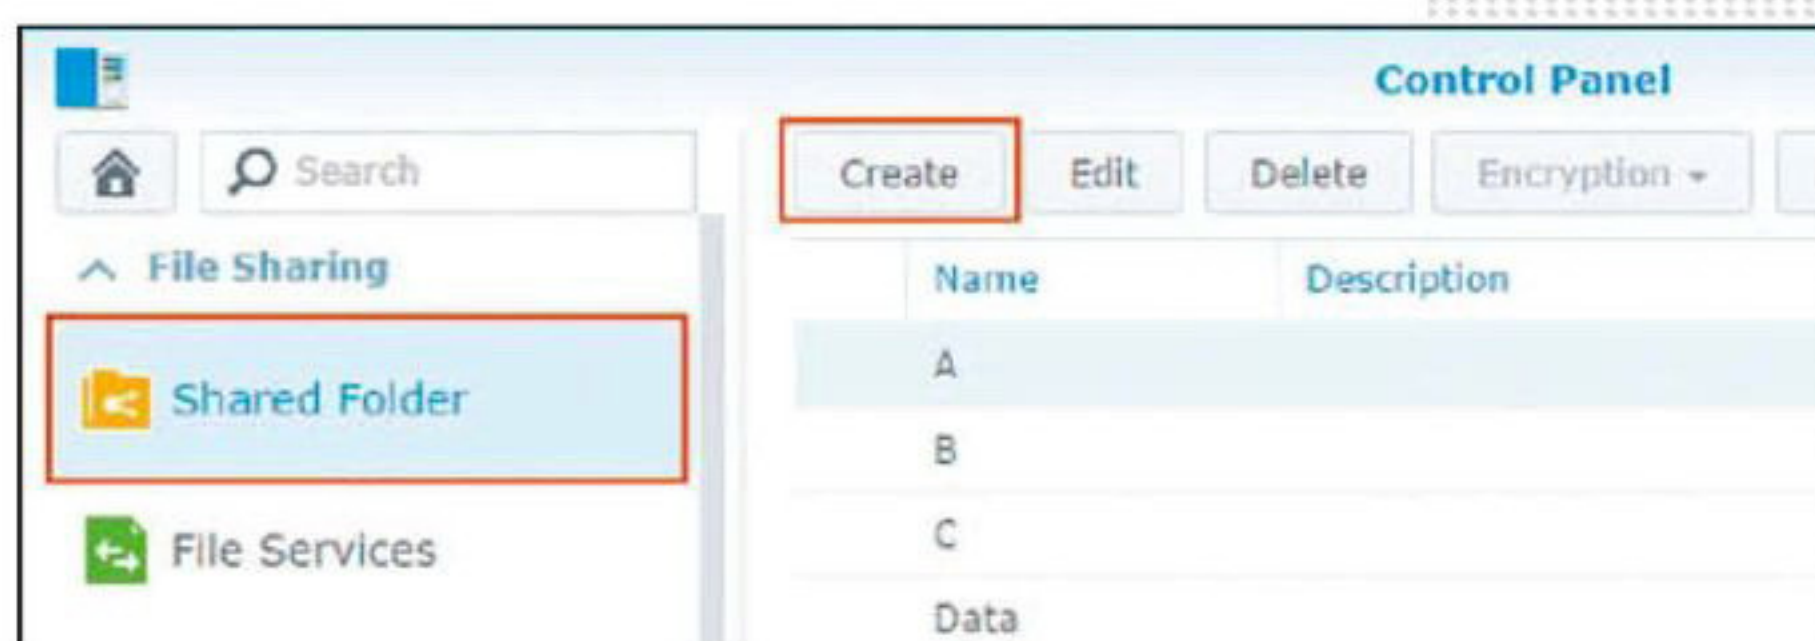 Control Panel
Search
Create Edit Delete Encryption
File Sharing
Name Description
Shared Folder
A
B
C
File Services
Data